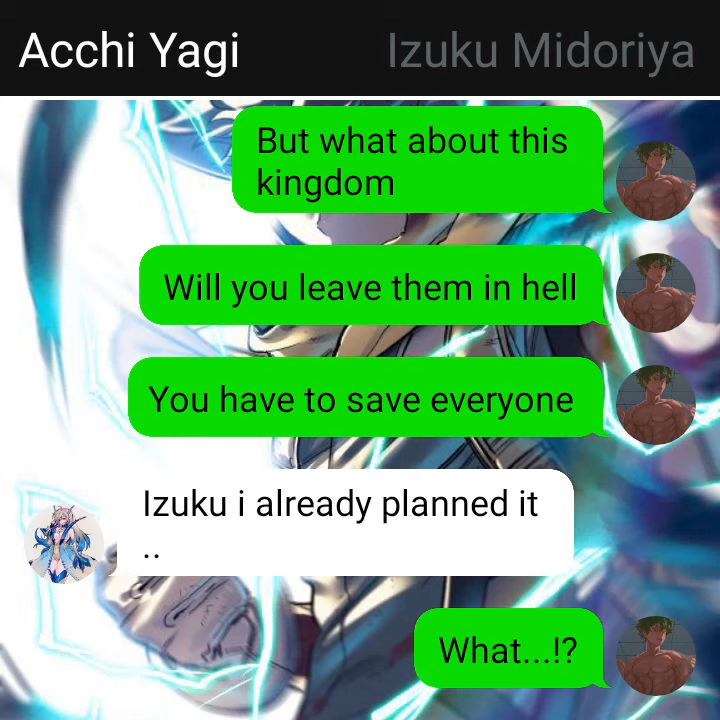 Acchi Yagi
Izuku Midoriya
But what about this
kingdom
Will you leave them in hell
You have to save everyone
Izuku i already planned it
..
What...!?